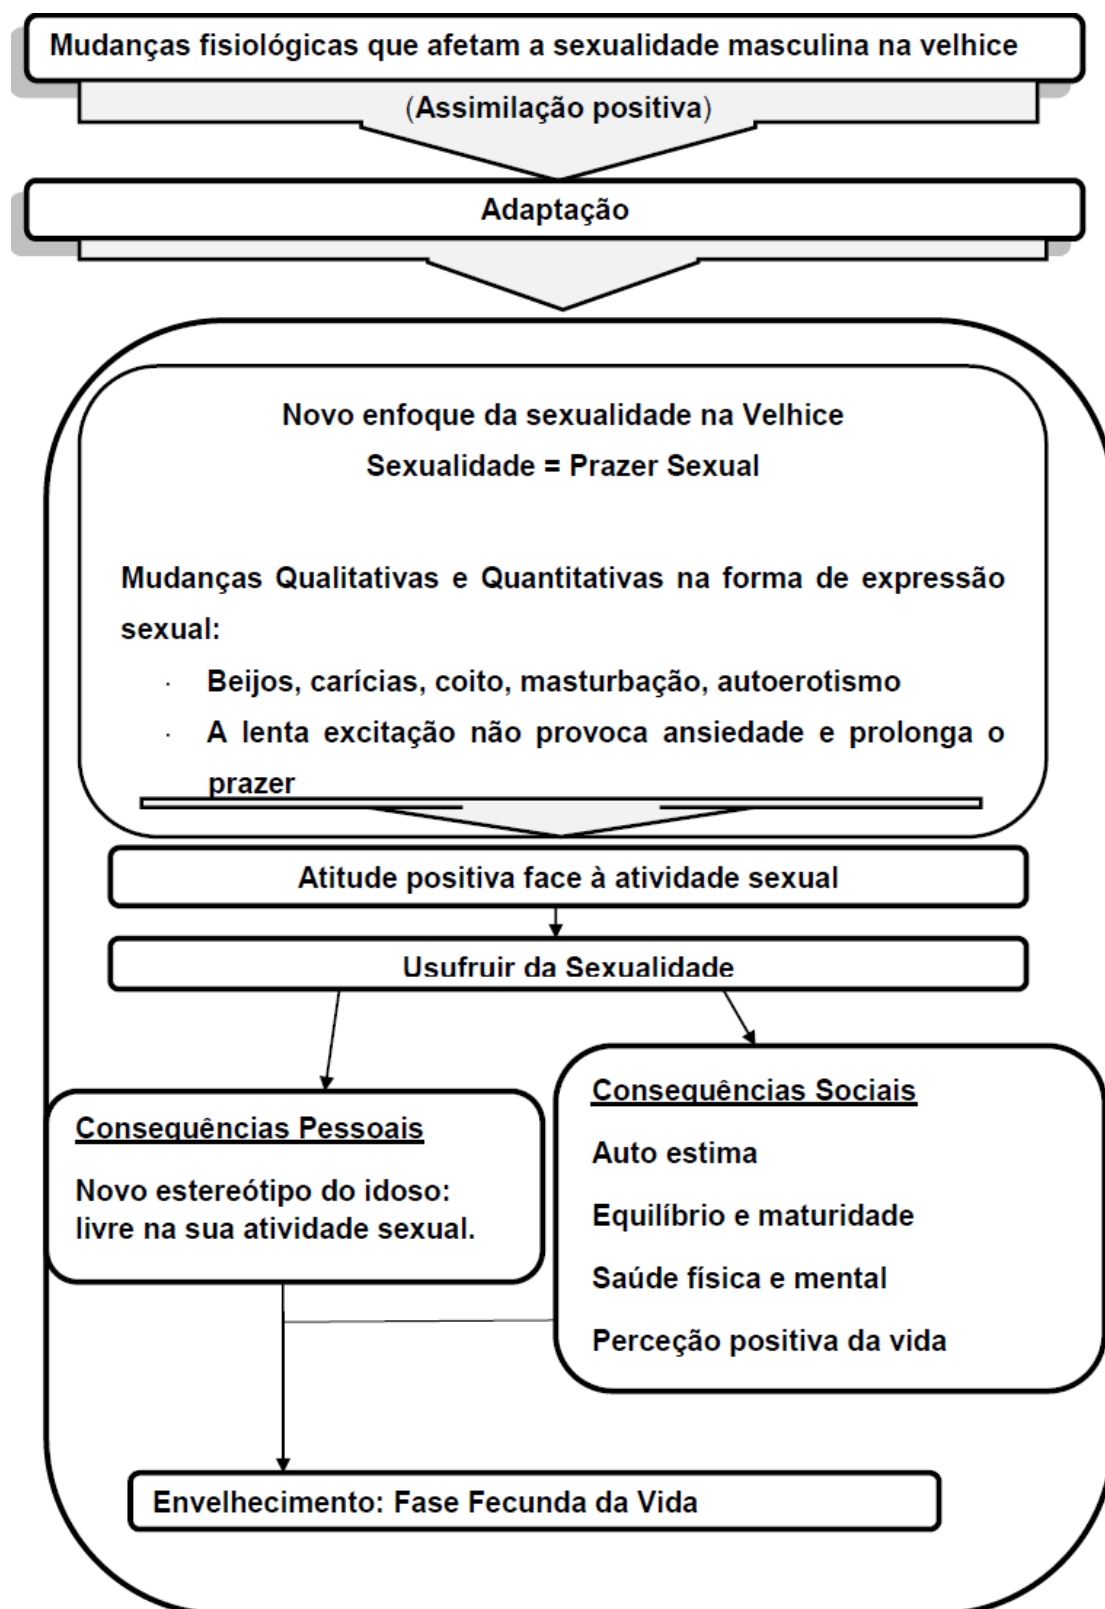 Mudanças fisiológicas que afetam a sexualidade masculina na velhice
(Assimilação positiva)
Adaptação
Novo enfoque da sexualidade na Velhice
Sexualidade = Prazer Sexual
Mudanças Qualitativas e Quantitativas na forma de expressão
sexual:
· Beijos, carícias, coito, masturbação, autoerotismo
· A lenta excitação não provoca ansiedade e prolonga o
prazer
Atitude positiva face à atividade sexual
Usufruir da Sexualidade
Consequências Pessoais
Novo estereótipo do idoso:
livre na sua atividade sexual.
Consequências Sociais
Auto estima
Equilíbrio e maturidade
Saúde física e mental
Perceção positiva da vida
Envelhecimento: Fase Fecunda da Vida